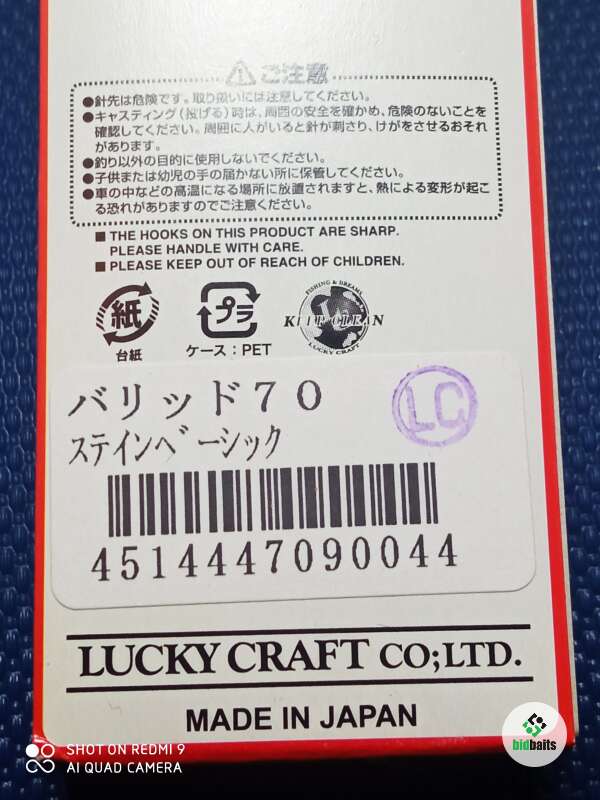 ご注意
●針先は危険です。取り扱いには注意してください。
●キャスティング(投げる)時は、周囲の安全を確かめ、危険のないことを
確認してください。周囲に人がいると針が刺さり、けがをさせるおそれ
があります。
●釣り以外の目的に使用しないでください。
●子供または幼児の手の届かない所に保管してください。
●車の中などの高温になる場所に放置されますと、熱による変形が起こ
る恐れがありますのでご注意ください。
■ THE HOOKS ON THIS PRODUCT ARE SHARP.
PLEASE HANDLE WITH CARE.
■ PLEASE KEEP OUT OF REACH OF CHILDREN.
紙
台紙
プラ
ケース:PET
FISHING & DREAMS
KEEP CLEAN
LUCKY CRAFT
バリッド70
ステインベーシック
LC
4514447090044
LUCKY CRAFT CO;LTD.
MADE IN JAPAN
SHOT ON REDMI 9
AI QUAD CAMERA
bidbaits